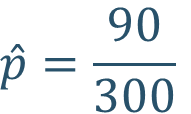 p̂ = 90/300